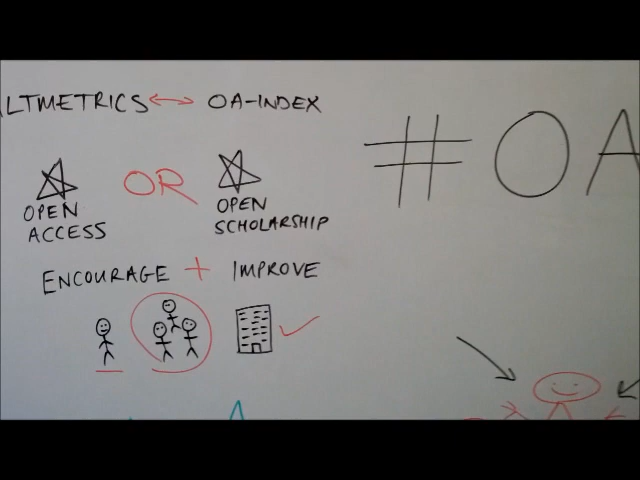 LTMETRICS ↔ OA-INDEX
# OA
OPEN ACCESS
OR
OPEN SCHOLARSHIP
ENCOURAGE + IMPROVE